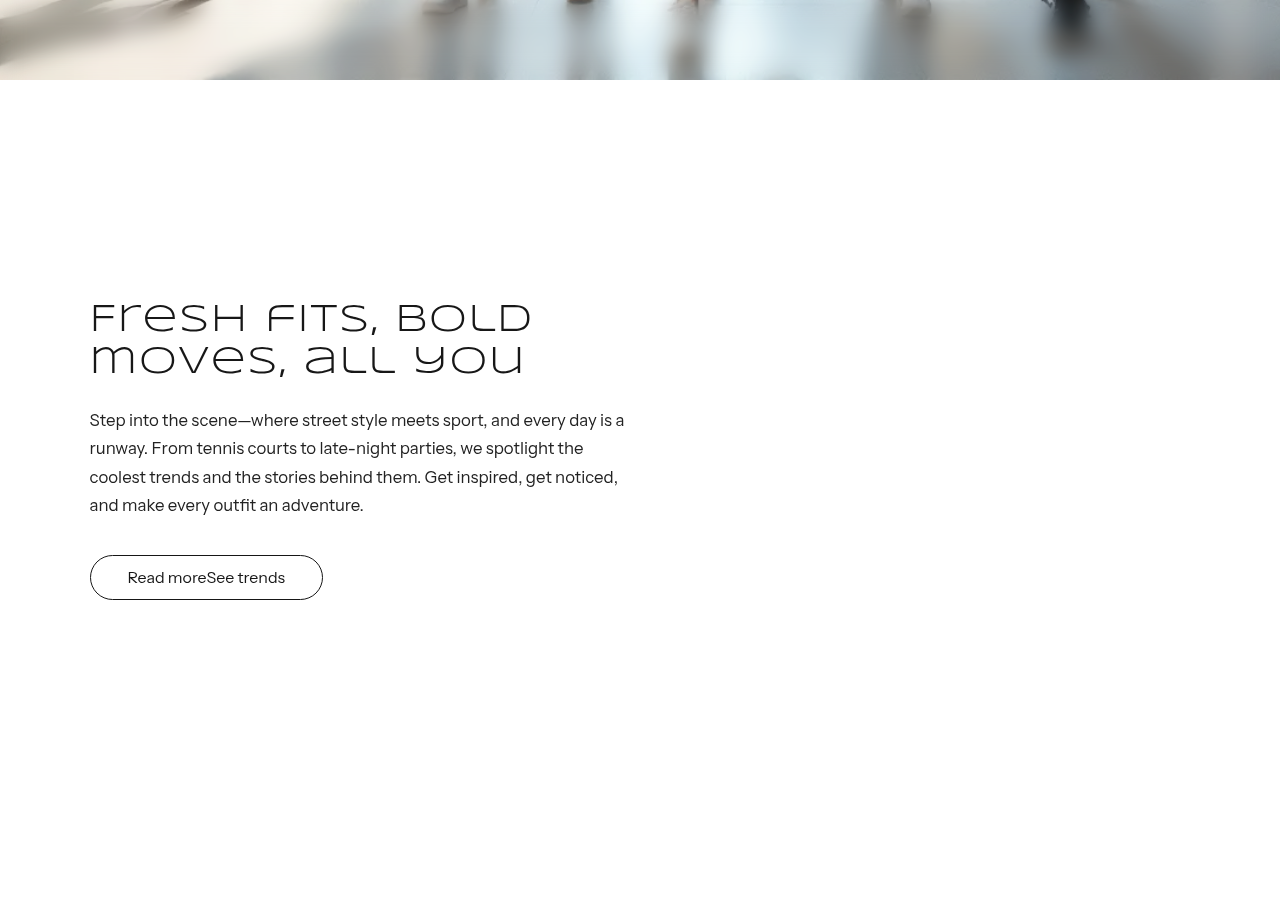 Fresh fits, bold
moves, all you
Step into the scene—where street style meets sport, and every day is a
runway. From tennis courts to late-night parties, we spotlight the
coolest trends and the stories behind them. Get inspired, get noticed,
and make every outfit an adventure.
Read moreSee trends